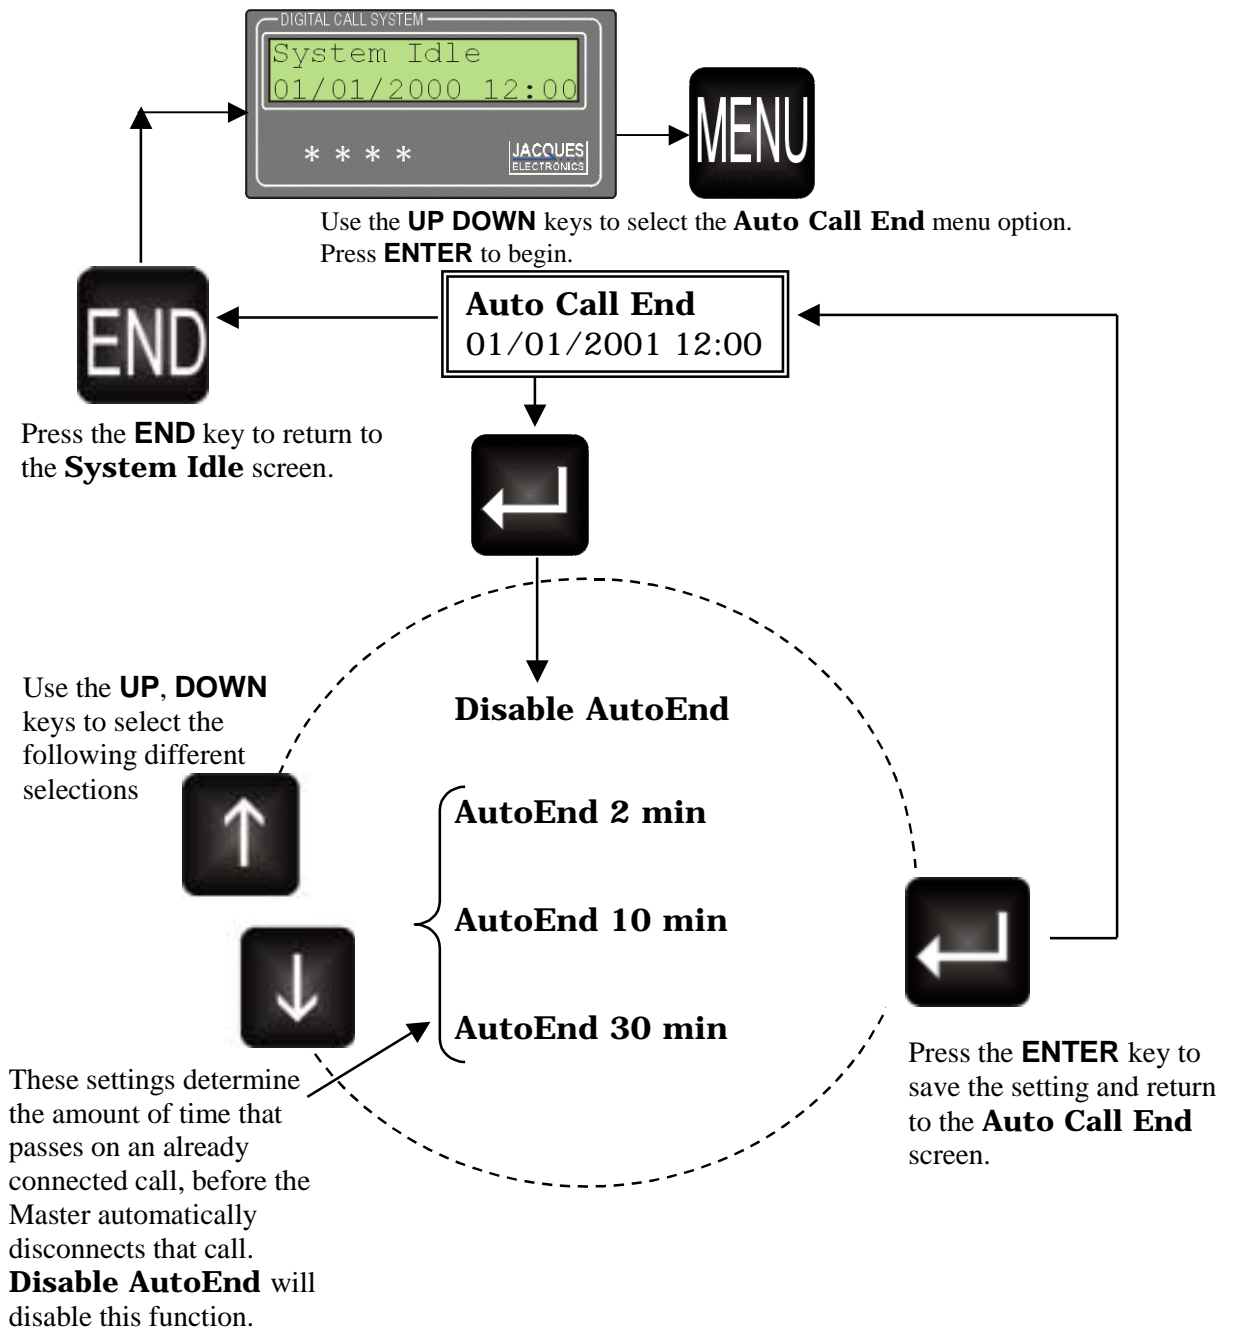 DIGITAL CALL SYSTEM
System Idle
01/01/2000 12:00
* * * *
JACQUES
ELECTRONICS
MENU
Use the UP DOWN keys to select the Auto Call End menu option.
Press ENTER to begin.
END
Auto Call End
01/01/2001 12:00
Press the END key to return to
the System Idle screen.
Use the UP, DOWN
keys to select the
following different
selections
Disable AutoEnd
AutoEnd 2 min
AutoEnd 10 min
AutoEnd 30 min
Press the ENTER key to
save the setting and return
to the Auto Call End
screen.
These settings determine
the amount of time that
passes on an already
connected call, before the
Master automatically
disconnects that call.
Disable AutoEnd will
disable this function.